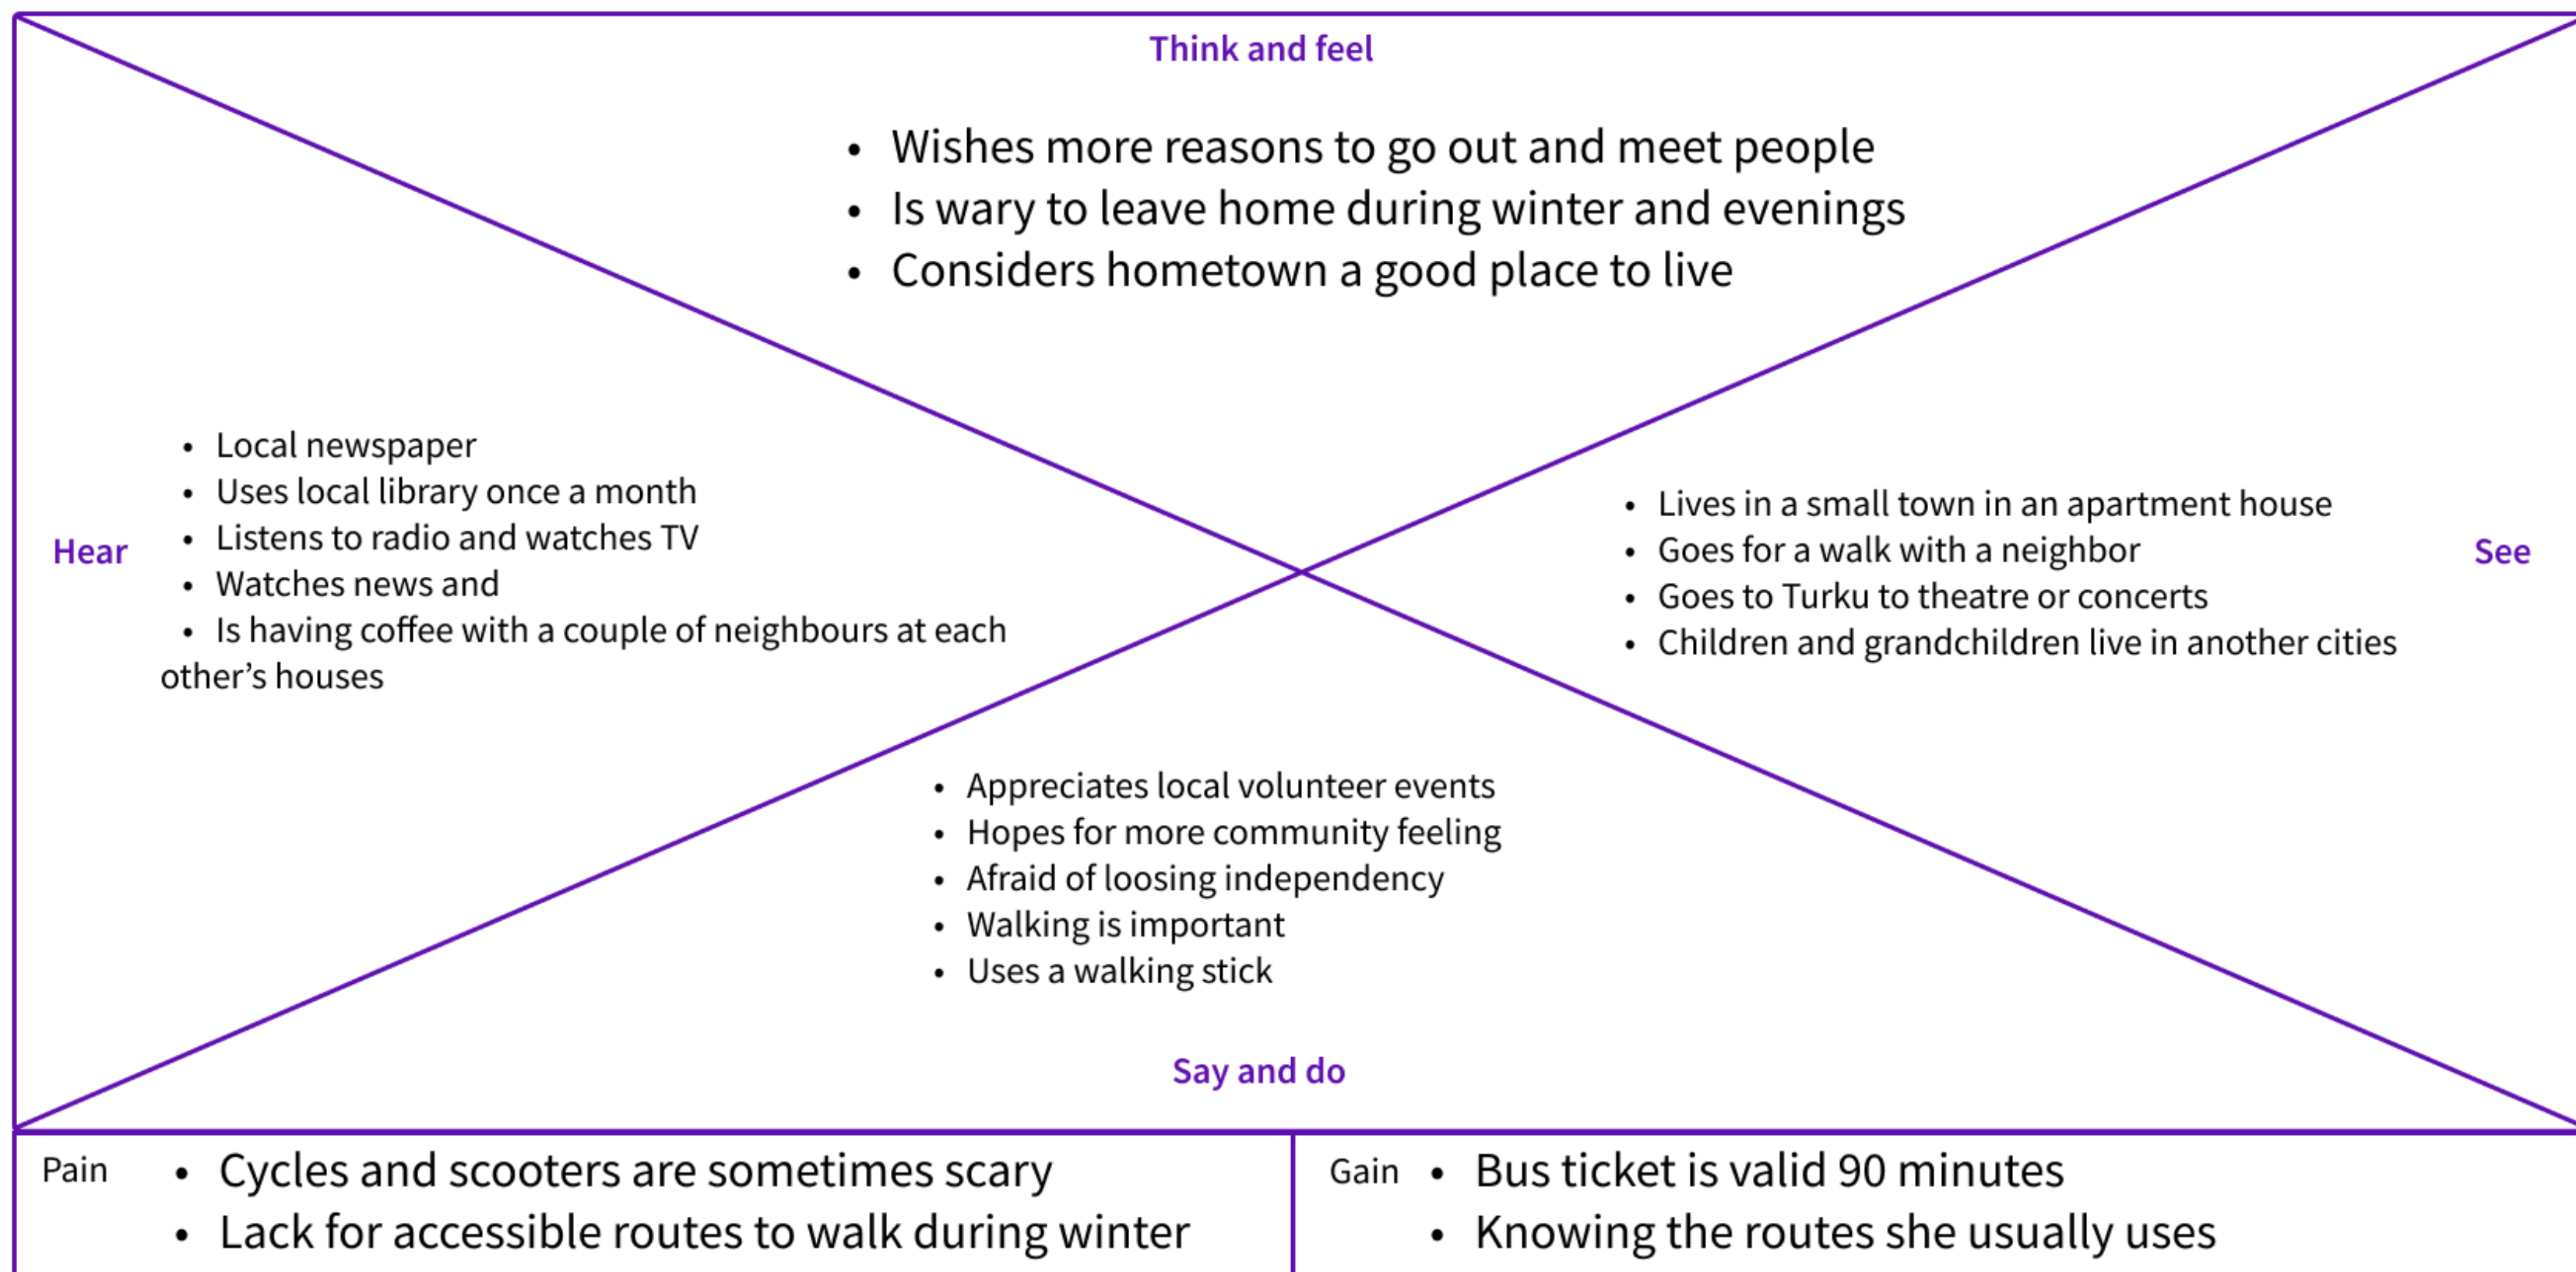 Think and feel
• Wishes more reasons to go out and meet people
• Is wary to leave home during winter and evenings
• Considers hometown a good place to live
Hear
• Local newspaper
• Uses local library once a month
• Listens to radio and watches TV
• Watches news and
• Is having coffee with a couple of neighbours at each
other’s houses
See
• Lives in a small town in an apartment house
• Goes for a walk with a neighbor
• Goes to Turku to theatre or concerts
• Children and grandchildren live in another cities
• Appreciates local volunteer events
• Hopes for more community feeling
• Afraid of loosing independency
• Walking is important
• Uses a walking stick
Say and do
Pain
• Cycles and scooters are sometimes scary
• Lack for accessible routes to walk during winter
Gain
• Bus ticket is valid 90 minutes
• Knowing the routes she usually uses